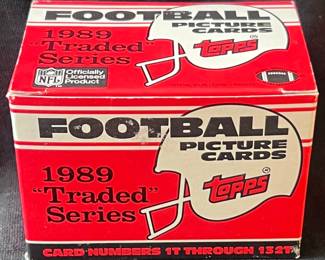 FOOTBALL
PICTURE
CARDS
1989
"Traded"
Series
topps
NFL
Officially
Licensed
Product
FOOTBALL
PICTURE
CARDS
1989
"Traded"
Series
topps
CARD NUMBERS 1T THROUGH 132T